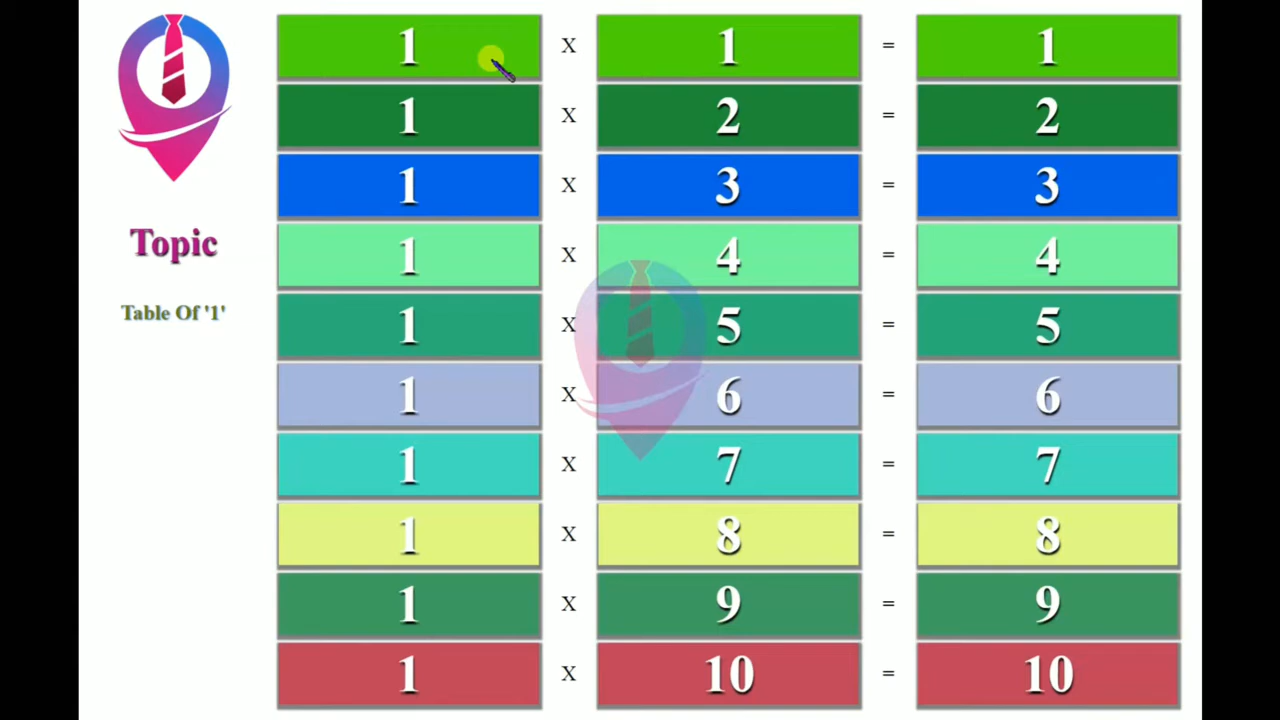 1 X 1 = 1
1 X 2 = 2
1 X 3 = 3
Topic
1 X 4 = 4
Table Of '1'
1 X 5 = 5
1 X 6 = 6
1 X 7 = 7
1 X 8 = 8
1 X 9 = 9
1 X 10 = 10